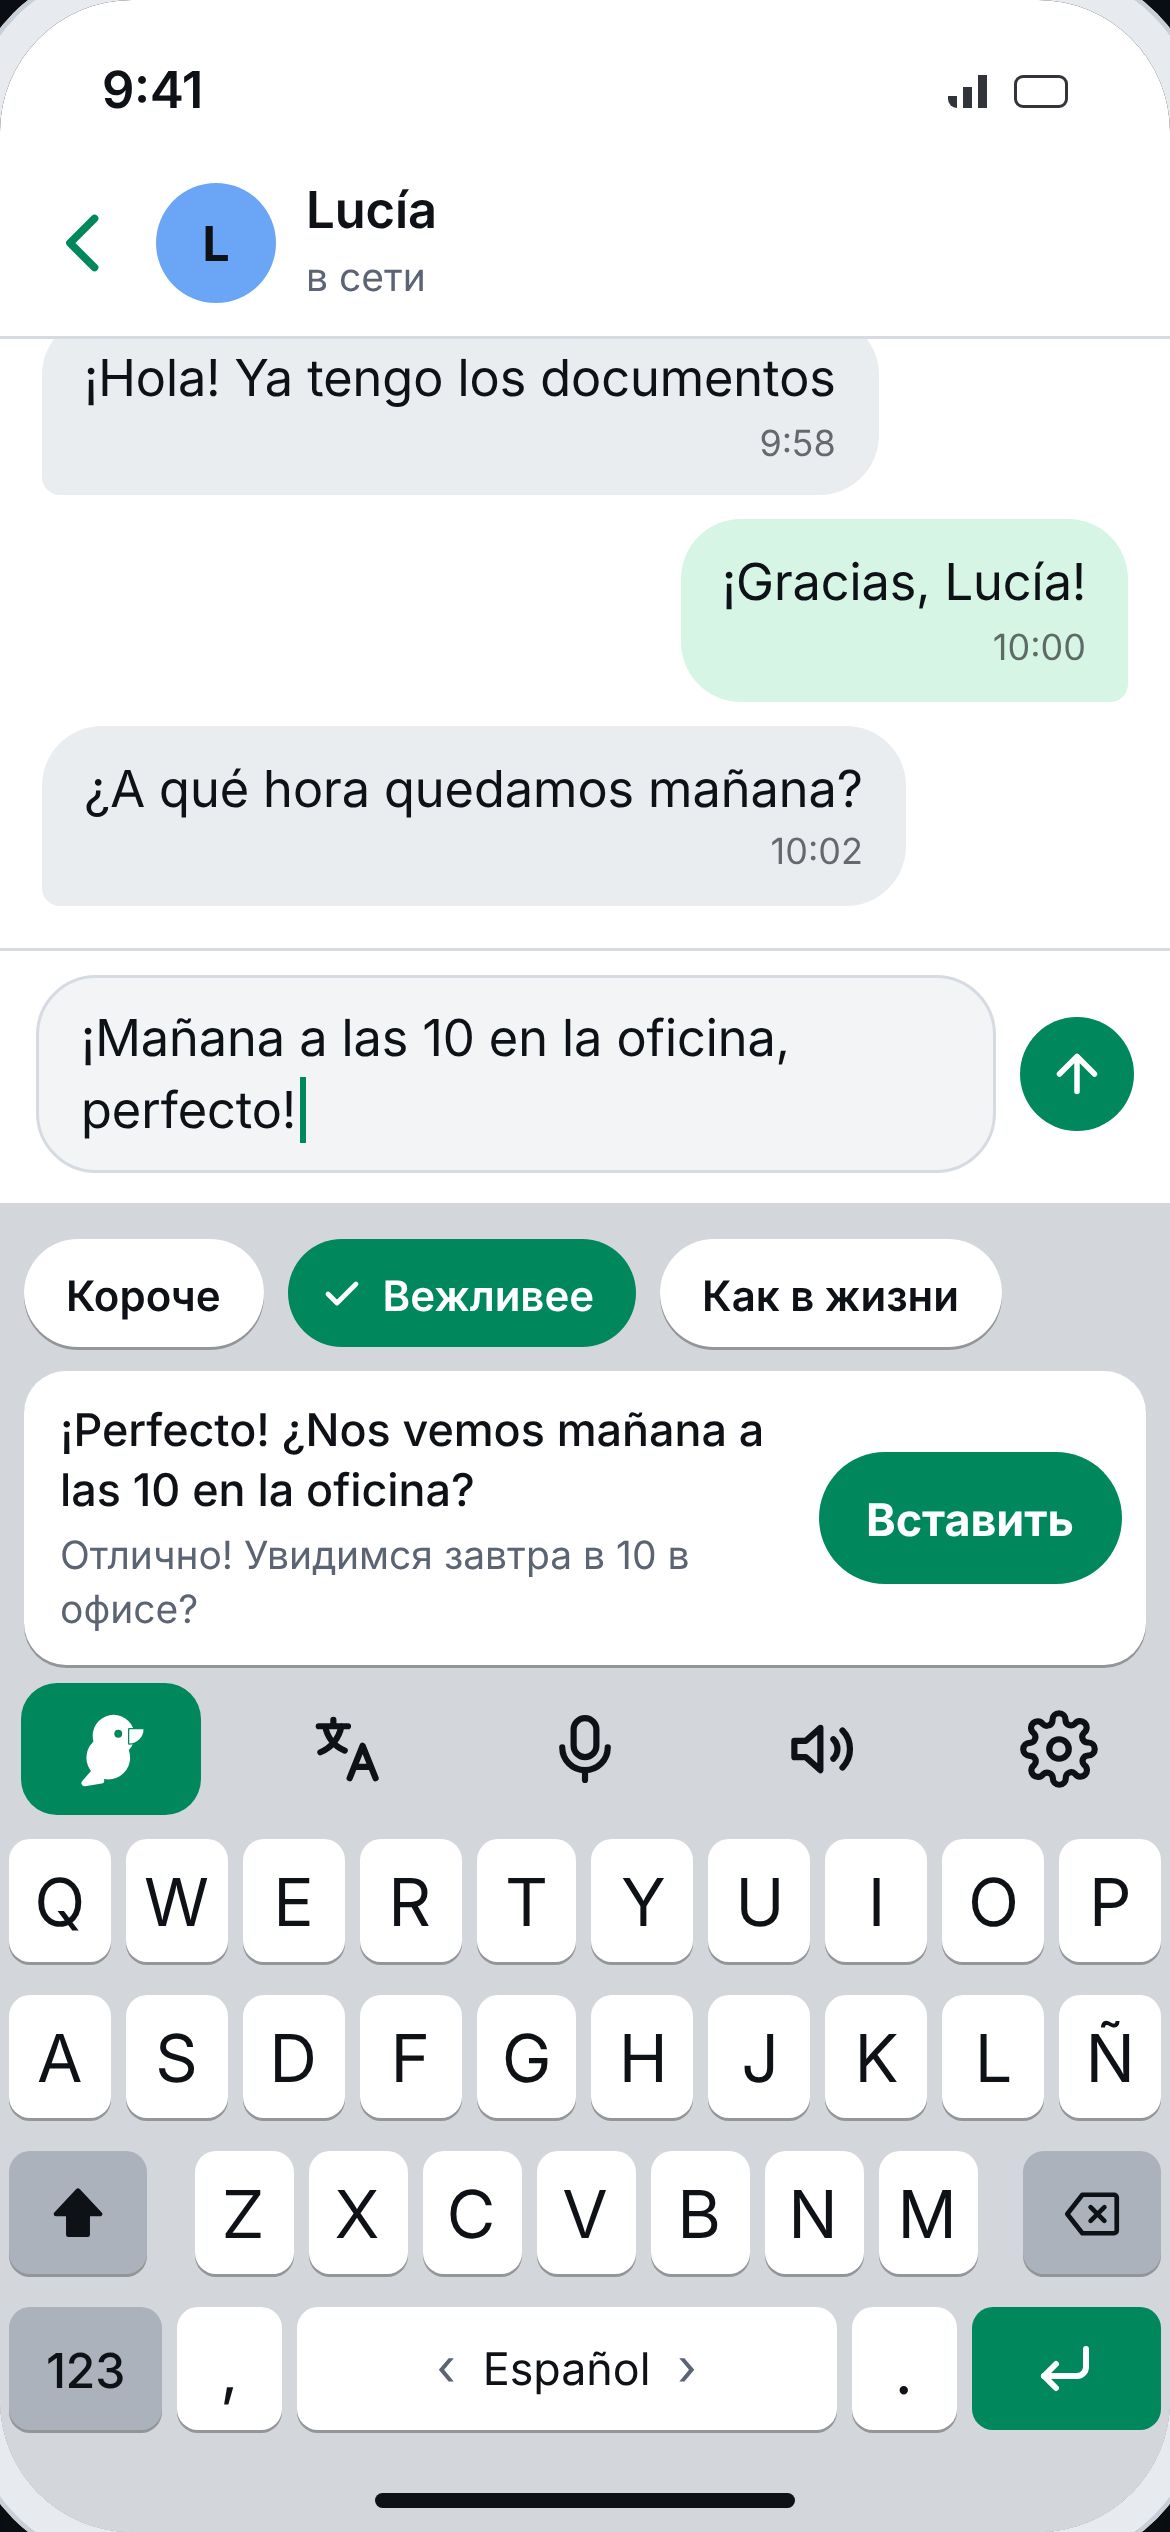 9:41
L
Lucía
в сети
¡Hola! Ya tengo los documentos
9:58
¡Gracias, Lucía!
10:00
¿A qué hora quedamos mañana?
10:02
¡Mañana a las 10 en la oficina,
perfecto!
Короче
Вежливее
Как в жизни
¡Perfecto! ¿Nos vemos mañana a
las 10 en la oficina?
Отлично! Увидимся завтра в 10 в
офисе?
Вставить
Q W E R T Y U I O P
A S D F G H J K L Ñ
Z X C V B N M
123 , ‹ Español › .